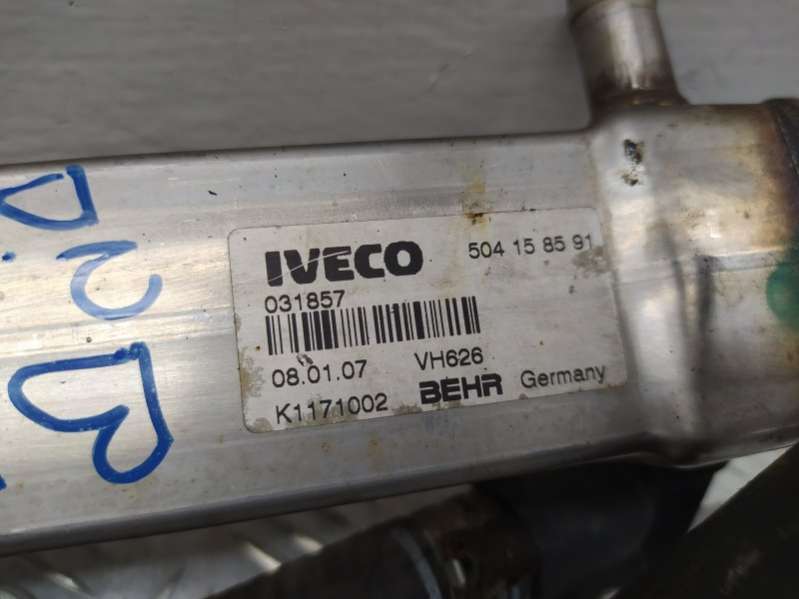 IVECO 504 15 85 91
031857
08.01.07 VH626
K1171002 BEHR Germany